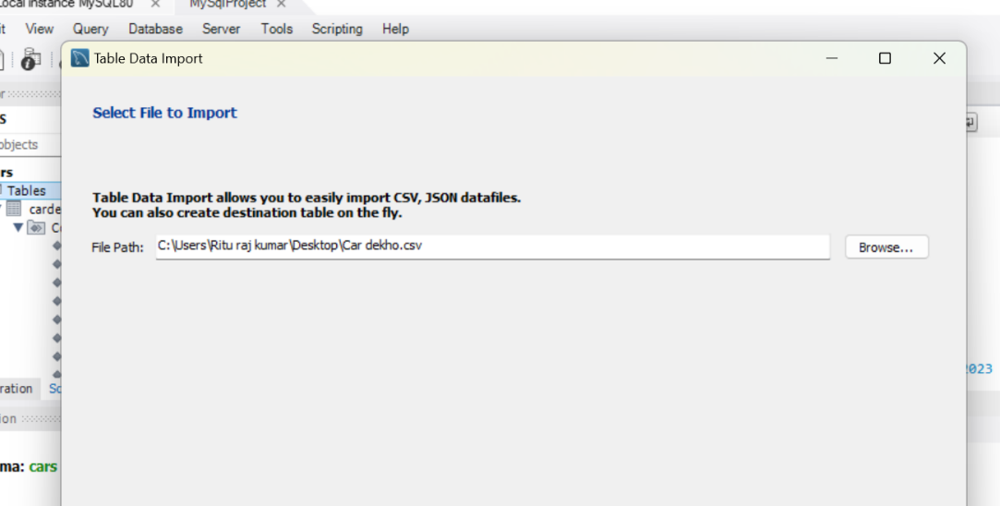 Local instance MySQL80 × MySqlProject ×
it View Query Database Server Tools Scripting Help
Table Data Import
Select File to Import
objects
rs
Tables
carde
Table Data Import allows you to easily import CSV, JSON datafiles.
You can also create destination table on the fly.
File Path: C:\Users\Ritu raj kumar\Desktop\Car dekho.csv Browse...
2023
ration Sc
ion
ma: cars